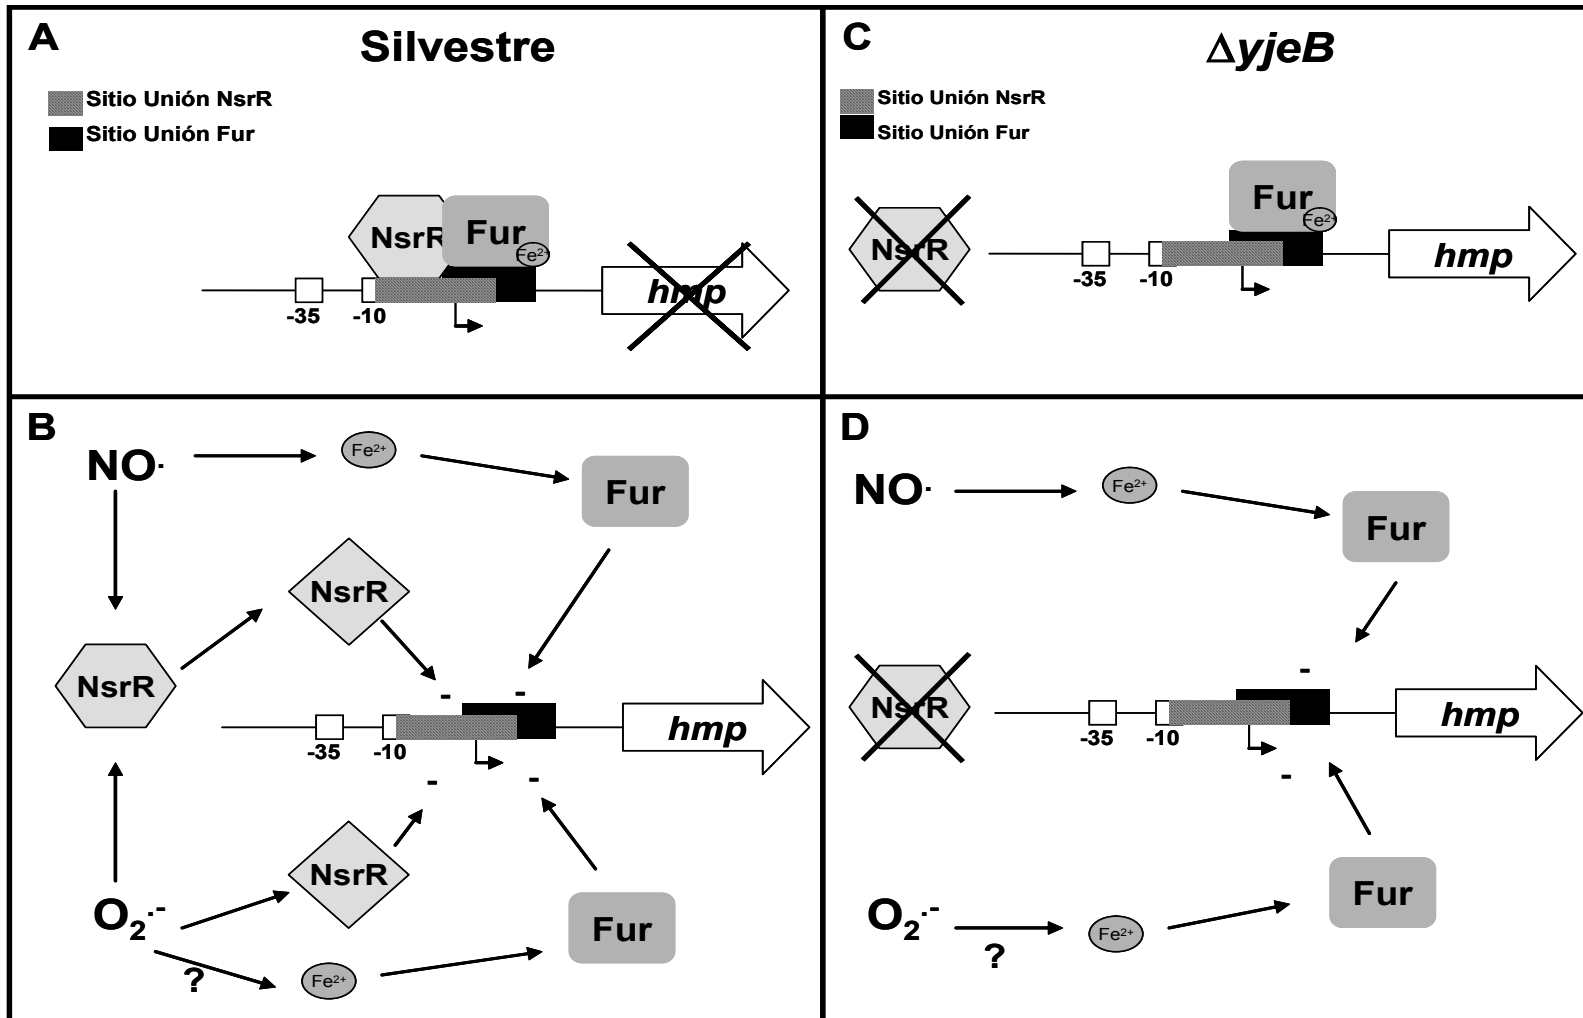 A
Silvestre
Sitio Unión NsrR
Sitio Unión Fur
NsrR
Fur
Fe2+
-35
-10
hmp
C
ΔyjeB
Sitio Unión NsrR
Sitio Unión Fur
NsrR
Fur
Fe2+
-35
-10
hmp
B
NO·
Fe2+
Fur
NsrR
NsrR
- -
-35
-10
hmp
- -
NsrR
O2·-
?
Fe2+
Fur
D
NO·
Fe2+
Fur
NsrR
-
-35
-10
hmp
-
O2·-
?
Fe2+
Fur